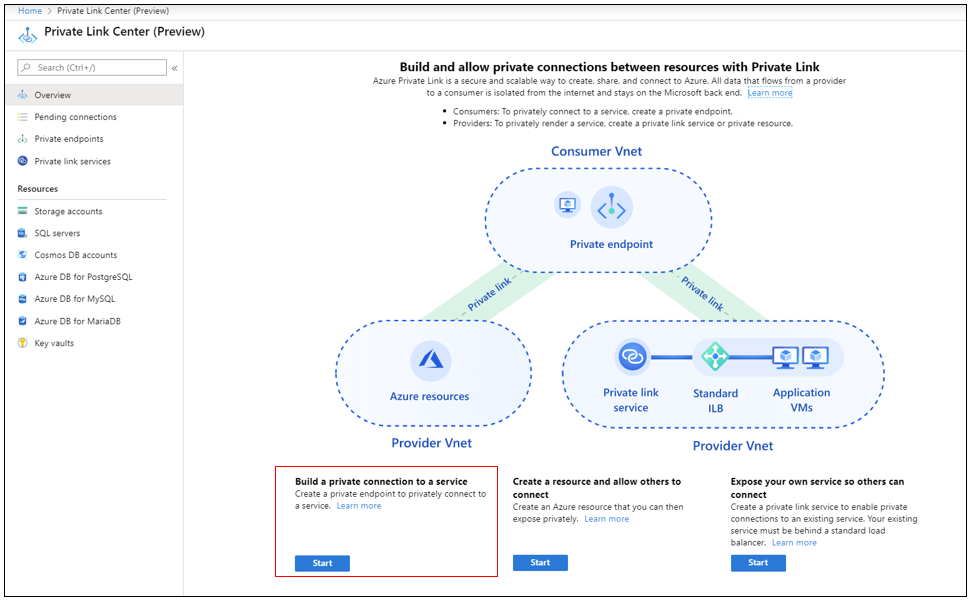 Home > Private Link Center (Preview)
Private Link Center (Preview)
Search (Ctrl+/)
«
Overview
Pending connections
Private endpoints
Private link services
Resources
Storage accounts
SQL servers
Cosmos DB accounts
Azure DB for PostgreSQL
Azure DB for MySQL
Azure DB for MariaDB
Key vaults
Build and allow private connections between resources with Private Link
Azure Private Link is a secure and scalable way to create, share, and connect to Azure. All data that flows from a provider
to a consumer is isolated from the internet and stays on the Microsoft back end. Learn more
• Consumers: To privately connect to a service, create a private endpoint.
• Providers: To privately render a service, create a private link service or private resource.
Consumer Vnet
Private endpoint
Private link
Private link
Azure resources
Provider Vnet
Private link
service
Standard
ILB
Application
VMs
Provider Vnet
Build a private connection to a service
Create a private endpoint to privately connect to
a service. Learn more
Start
Create a resource and allow others to
connect
Create an Azure resource that you can then
expose privately. Learn more
Start
Expose your own service so others can
connect
Create a private link service to enable private
connections to an existing service. Your existing
service must be behind a standard load
balancer. Learn more
Start